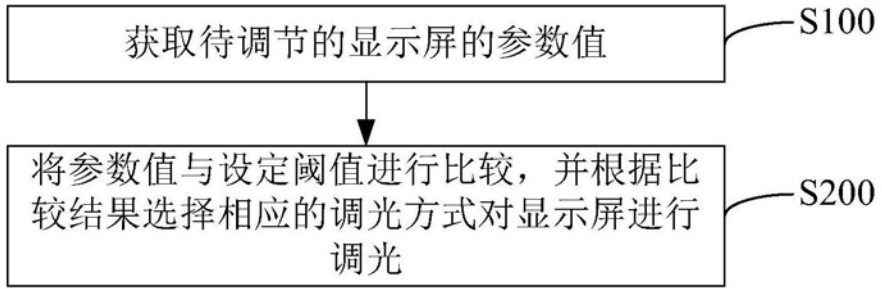 获取待调节的显示屏的参数值
S100
将参数值与设定阈值进行比较，并根据比
较结果选择相应的调光方式对显示屏进行
调光
S200